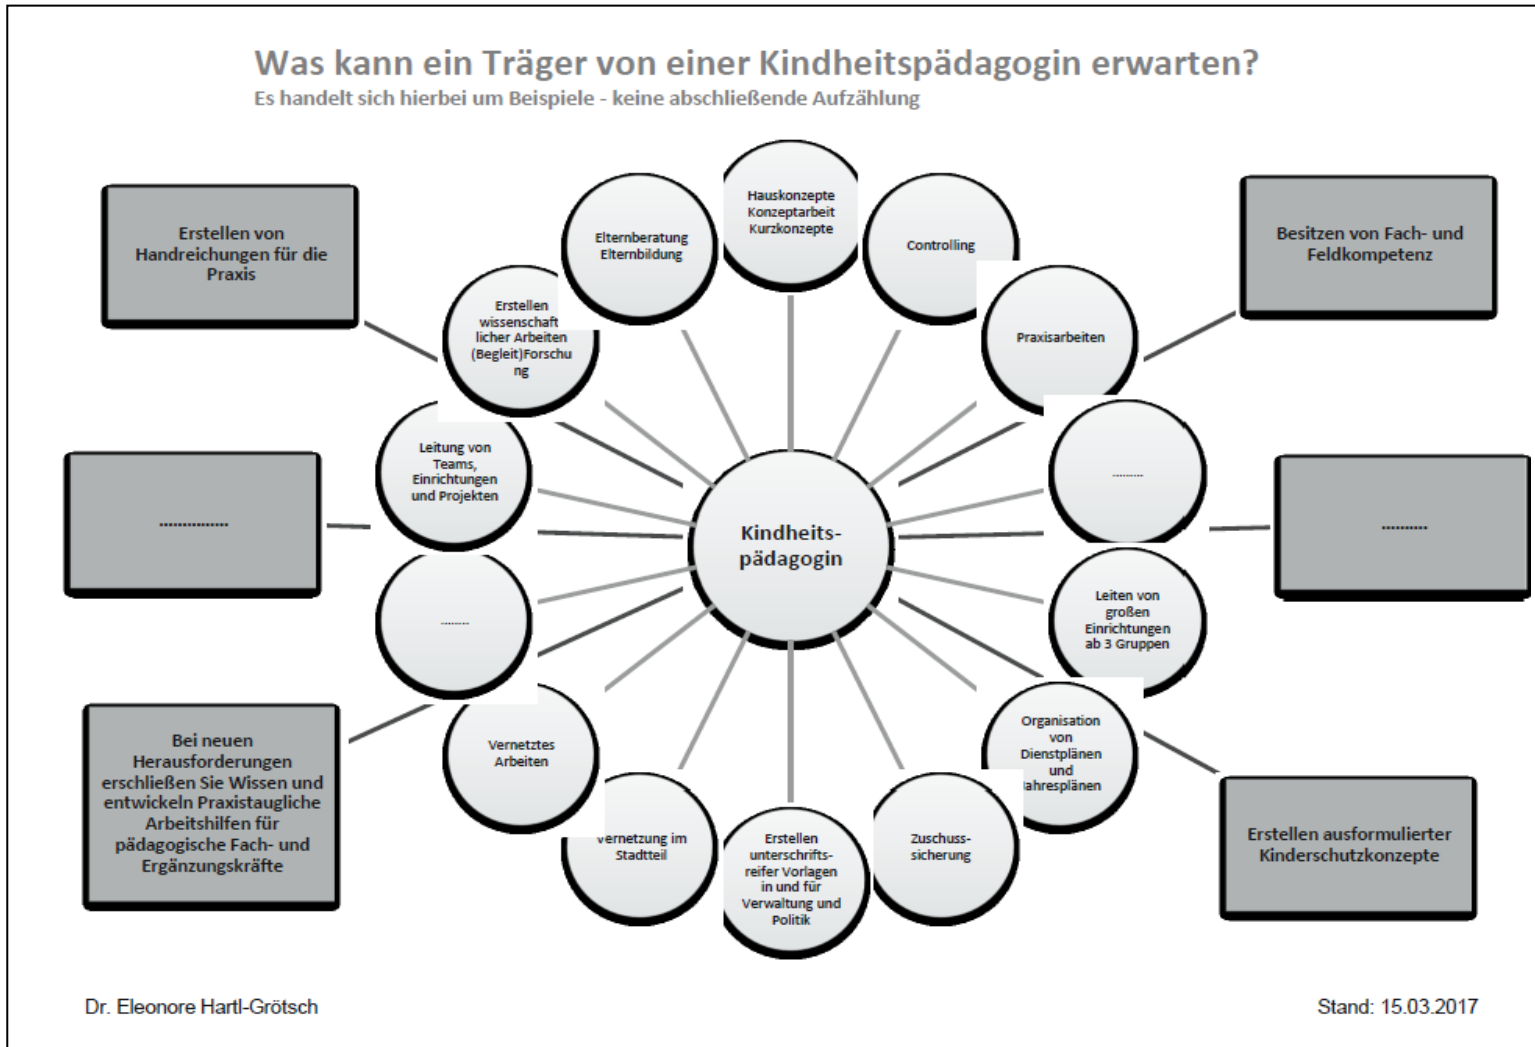 Was kann ein Träger von einer Kindheitspädagogin erwarten?
Es handelt sich hierbei um Beispiele - keine abschließende Aufzählung
Erstellen von
Handreichungen für die
Praxis
Elternberatung
Elternbildung
Hauskonzepte
Konzeptarbeit
Kurzkonzepte
Controlling
Besitzen von Fach- und
Feldkompetenz
Erstellen
wissenschaft
licher Arbeiten
(Begleit)Forschu
ng
Praxisarbeiten
Leitung von
Teams,
Einrichtungen
und Projekten
..........
...............
..........
Kindheits-
pädagogin
.........
Leiten von
großen
Einrichtungen
ab 3 Gruppen
Bei neuen
Herausforderungen
erschließen Sie Wissen und
entwickeln Praxistaugliche
Arbeitshilfen für
pädagogische Fach- und
Ergänzungskräfte
Vernetztes
Arbeiten
Organisation
von
Dienstplänen
und
Jahresplänen
Vernetzung im
Stadtteil
Erstellen
unterschrifts-
reifer Vorlagen
in und für
Verwaltung und
Politik
Zuschuss-
sicherung
Erstellen ausformulierter
Kinderschutzkonzepte
Dr. Eleonore Hartl-Grötsch
Stand: 15.03.2017